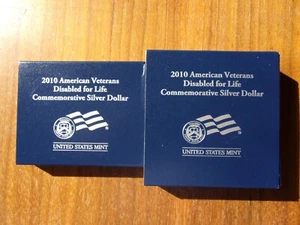 2010 American Veterans
Disabled for Life
Commemorative Silver Dollar
UNITED STATES MINT
2010 American Veterans
Disabled for Life
Commemorative Silver Dollar
UNITED STATES MINT